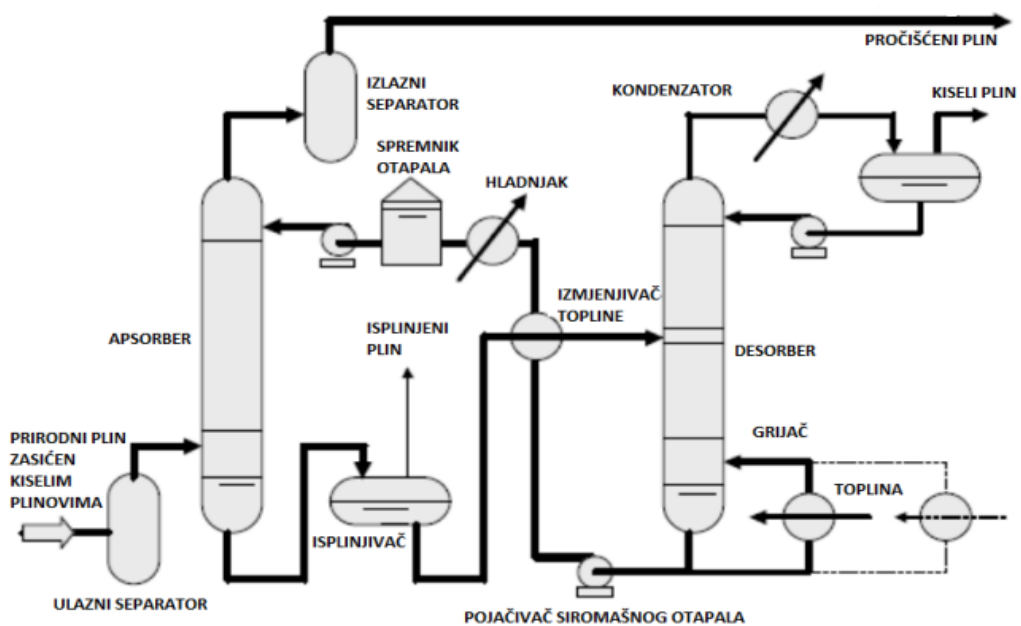 PROČIŠĆENI PLIN
IZLAZNI
SEPARATOR
KONDENZATOR
KISELI PLIN
SPREMNIK
OTAPALA
HLADNJAK
IZMJENJIVAČ
TOPLINE
ISPLINJENI
PLIN
APSORBER
DESORBER
PRIRODNI PLIN
ZASIĆEN
KISELIM
PLINOVIMA
GRIJAČ
TOPLINA
ISPLINJIVAČ
ULAZNI SEPARATOR
POJAČIVAČ SIROMAŠNOG OTAPALA